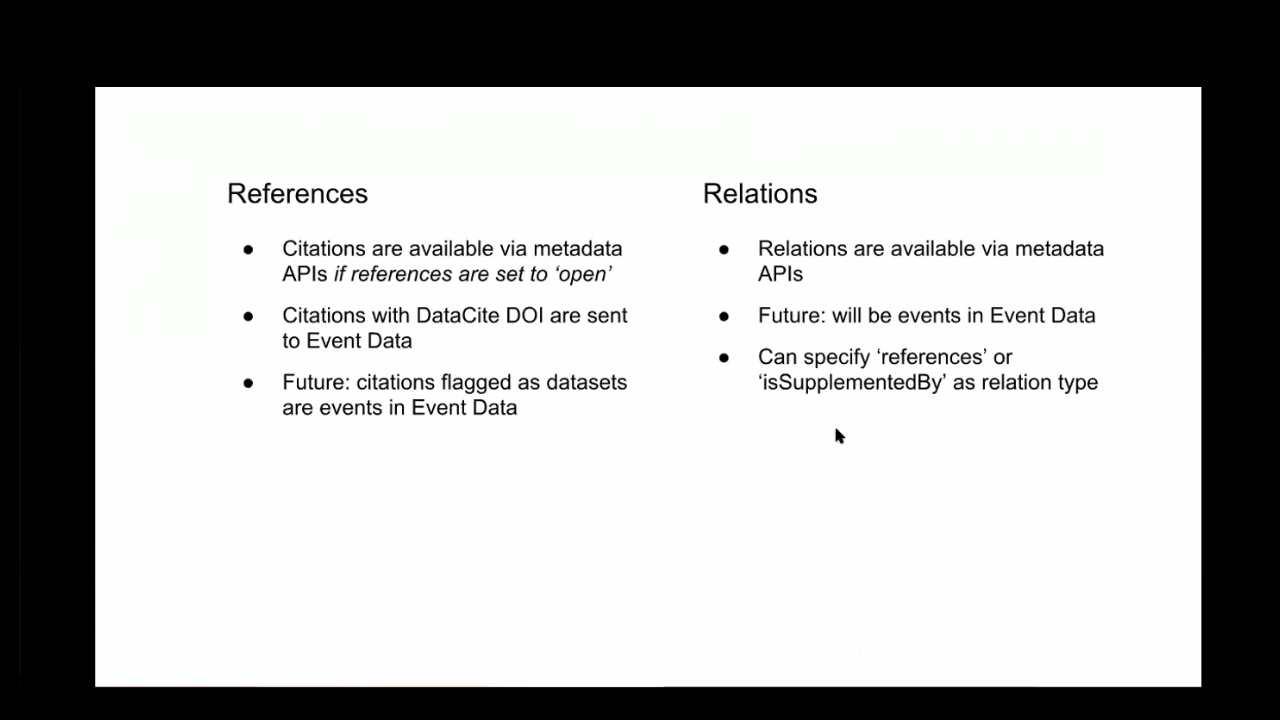 References
● Citations are available via metadata
APIs if references are set to ‘open’
● Citations with DataCite DOI are sent
to Event Data
● Future: citations flagged as datasets
are events in Event Data
Relations
● Relations are available via metadata
APIs
● Future: will be events in Event Data
● Can specify ‘references’ or
‘isSupplementedBy’ as relation type